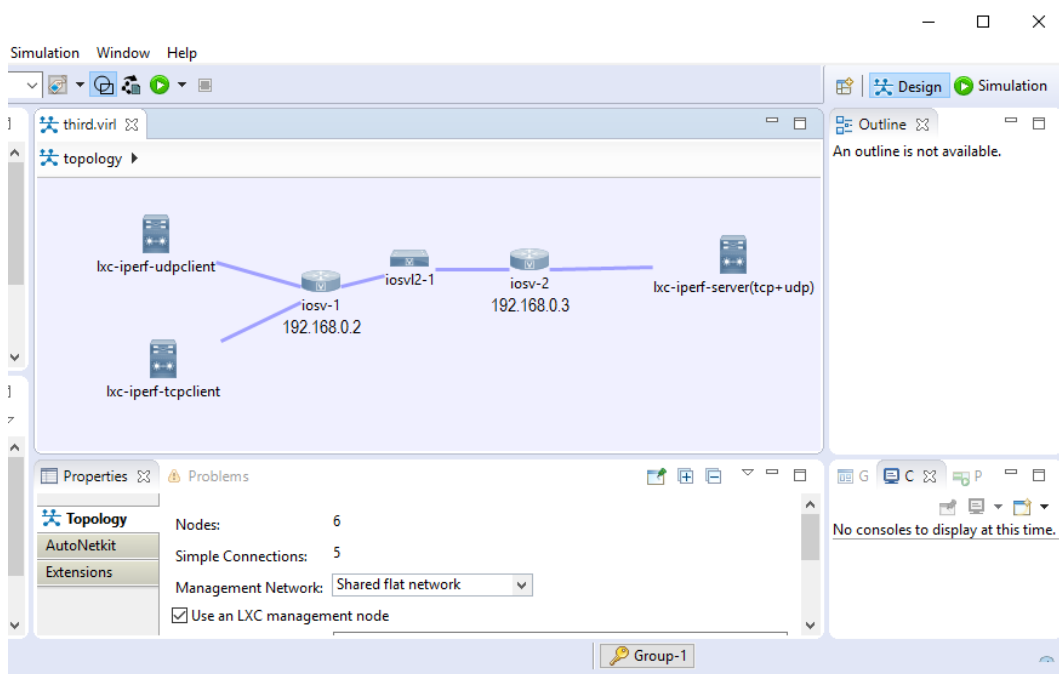 Simulation Window Help
Design Simulation
third.virl
Outline
topology
An outline is not available.
lxc-iperf-udpclient
iosvl2-1
iosv-2
lxc-iperf-server(tcp+udp)
iosv-1
192.168.0.3
192.168.0.2
lxc-iperf-tcpclient
Properties Problems
G C P
Topology
Nodes: 6
No consoles to display at this time.
AutoNetkit
Simple Connections: 5
Extensions
Management Network: Shared flat network
Use an LXC management node
Group-1